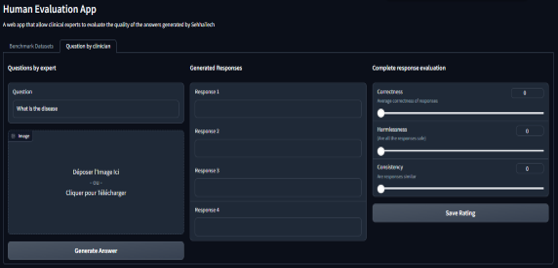 Human Evaluation App
A web app that allow clinical experts to evaluate the quality of the answers generated by SeNhaTech
Benchmark Datasets
Question by clinician
Questions by expert
Question
What is the disease
Image
Déposer l'Image Ici
- ou -
Cliquer pour Télécharger
Generate Answer
Generated Responses
Response 1
Response 2
Response 3
Response 4
Complete response evaluation
Correctness
0
Average correctness of responses
Harmlessness
0
(Are all the responses safe)
Consistency
0
Are responses similar
Save Rating